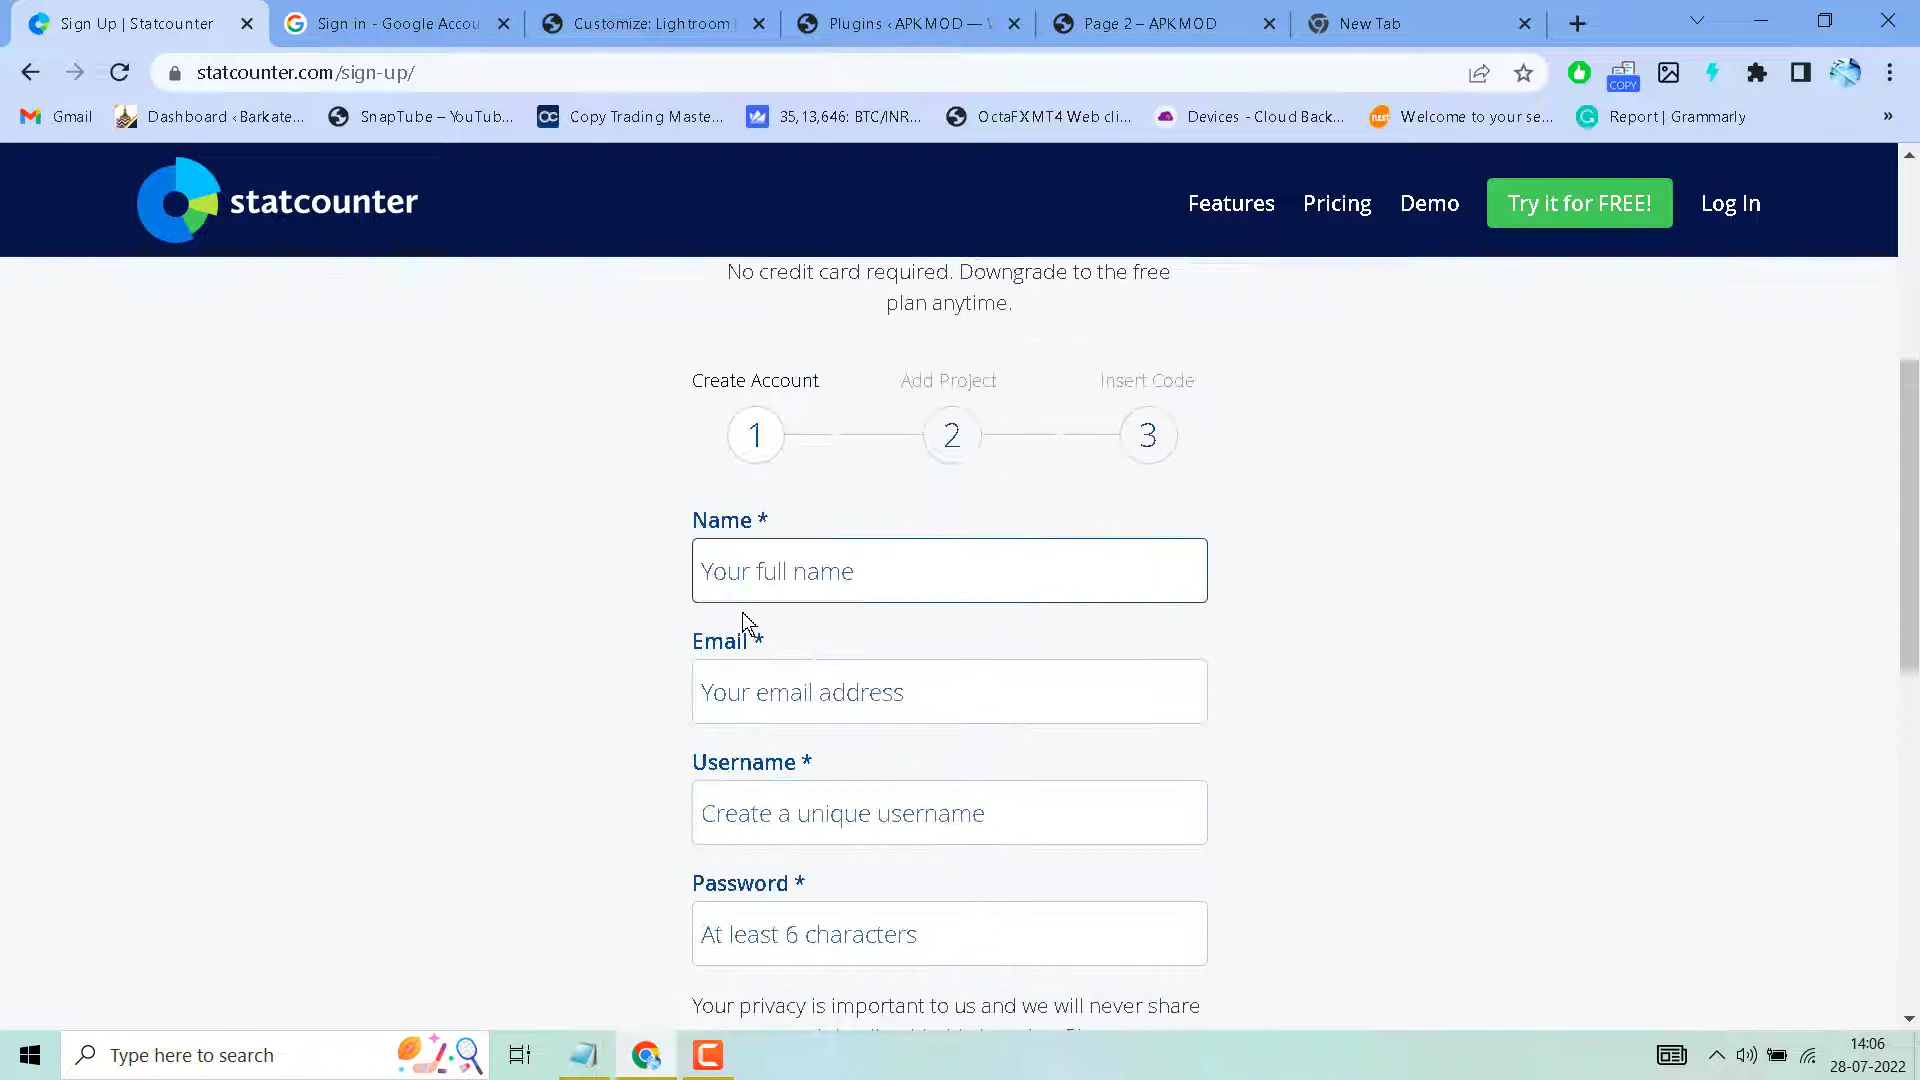 Sign Up | Statcounter
Sign in - Google Accou
Customize: Lightroom
Plugins ‹ APKMOD —
Page 2 – APKMOD
New Tab
statcounter.com/sign-up/
COPY
Gmail
Dashboard ‹ Barkate...
SnapTube – YouTub...
Copy Trading Maste...
35,13,646: BTC/INR...
OctaFX MT4 Web cli...
Devices - Cloud Back...
Welcome to your se...
Report | Grammarly
»
statcounter
Features
Pricing
Demo
Try it for FREE!
Log In
No credit card required. Downgrade to the free
plan anytime.
Create Account
Add Project
Insert Code
1
2
3
Name *
Your full name
Email *
Your email address
Username *
Create a unique username
Password *
At least 6 characters
Your privacy is important to us and we will never share
Type here to search
14:06
28-07-2022